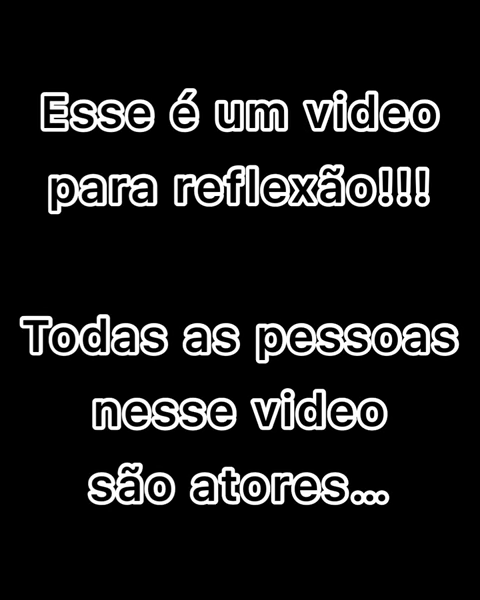 Esse é um video
para reflexão!!!
Todas as pessoas
nesse video
são atores...